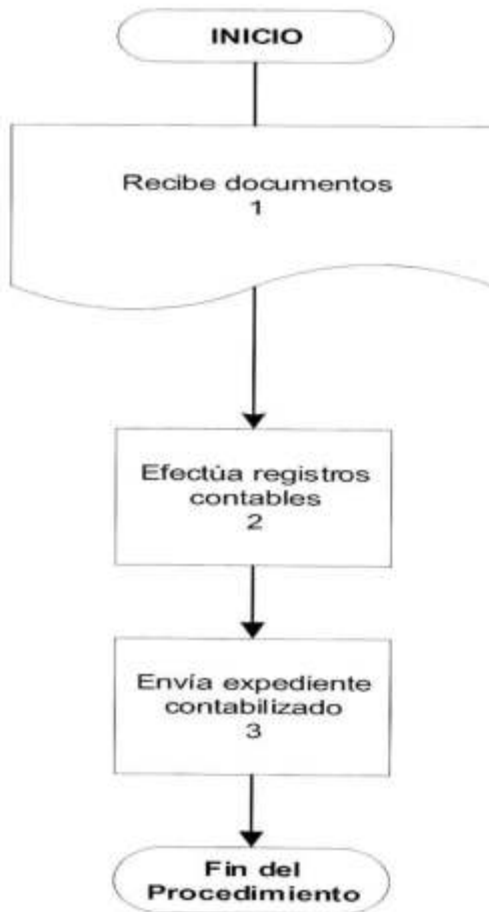 INICIO
Recibe documentos
1
Efectúa registros
contables
2
Envía expediente
contabilizado
3
Fin del
Procedimiento